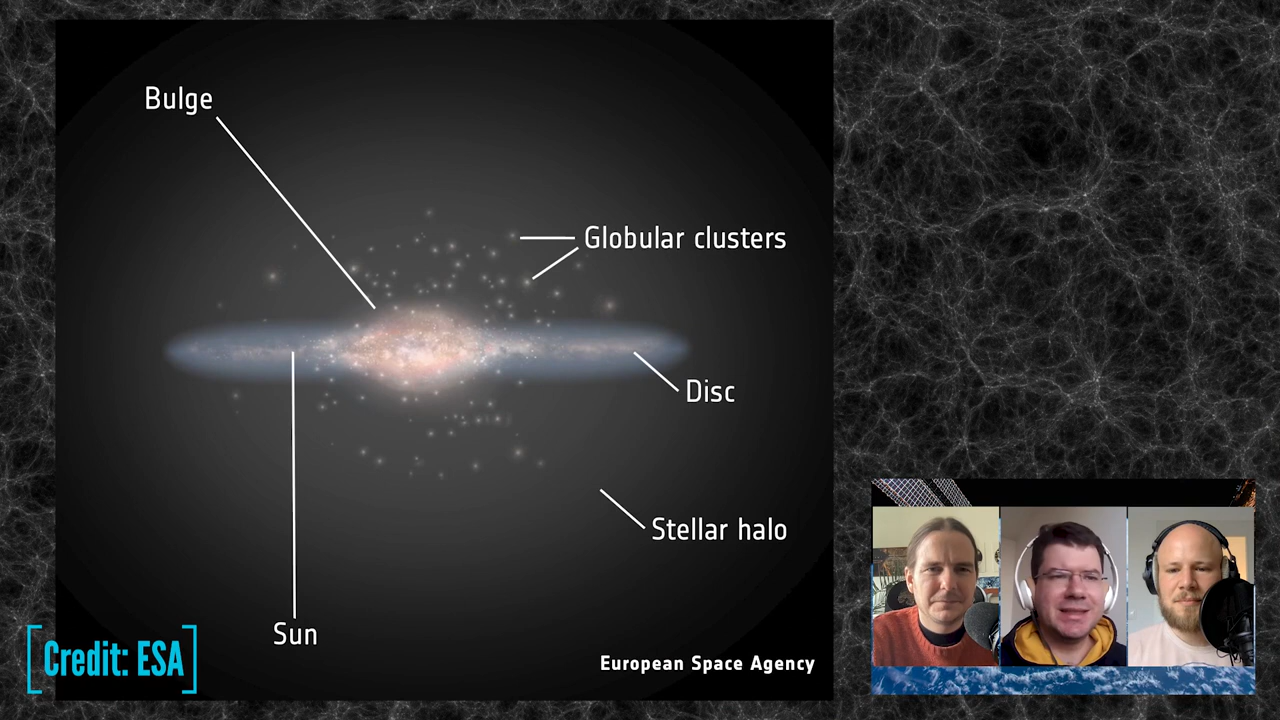 Bulge
Globular clusters
Disc
Stellar halo
Sun
European Space Agency
[Credit: ESA]